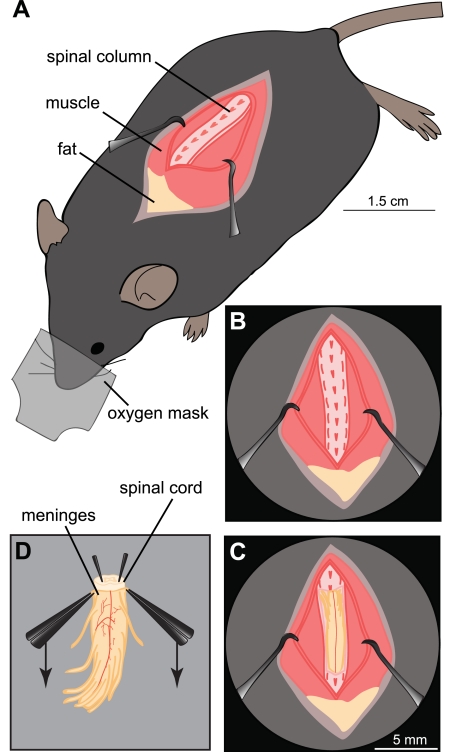 A
spinal column
muscle
fat
1.5 cm
oxygen mask
B
spinal cord
meninges
D
C
5 mm